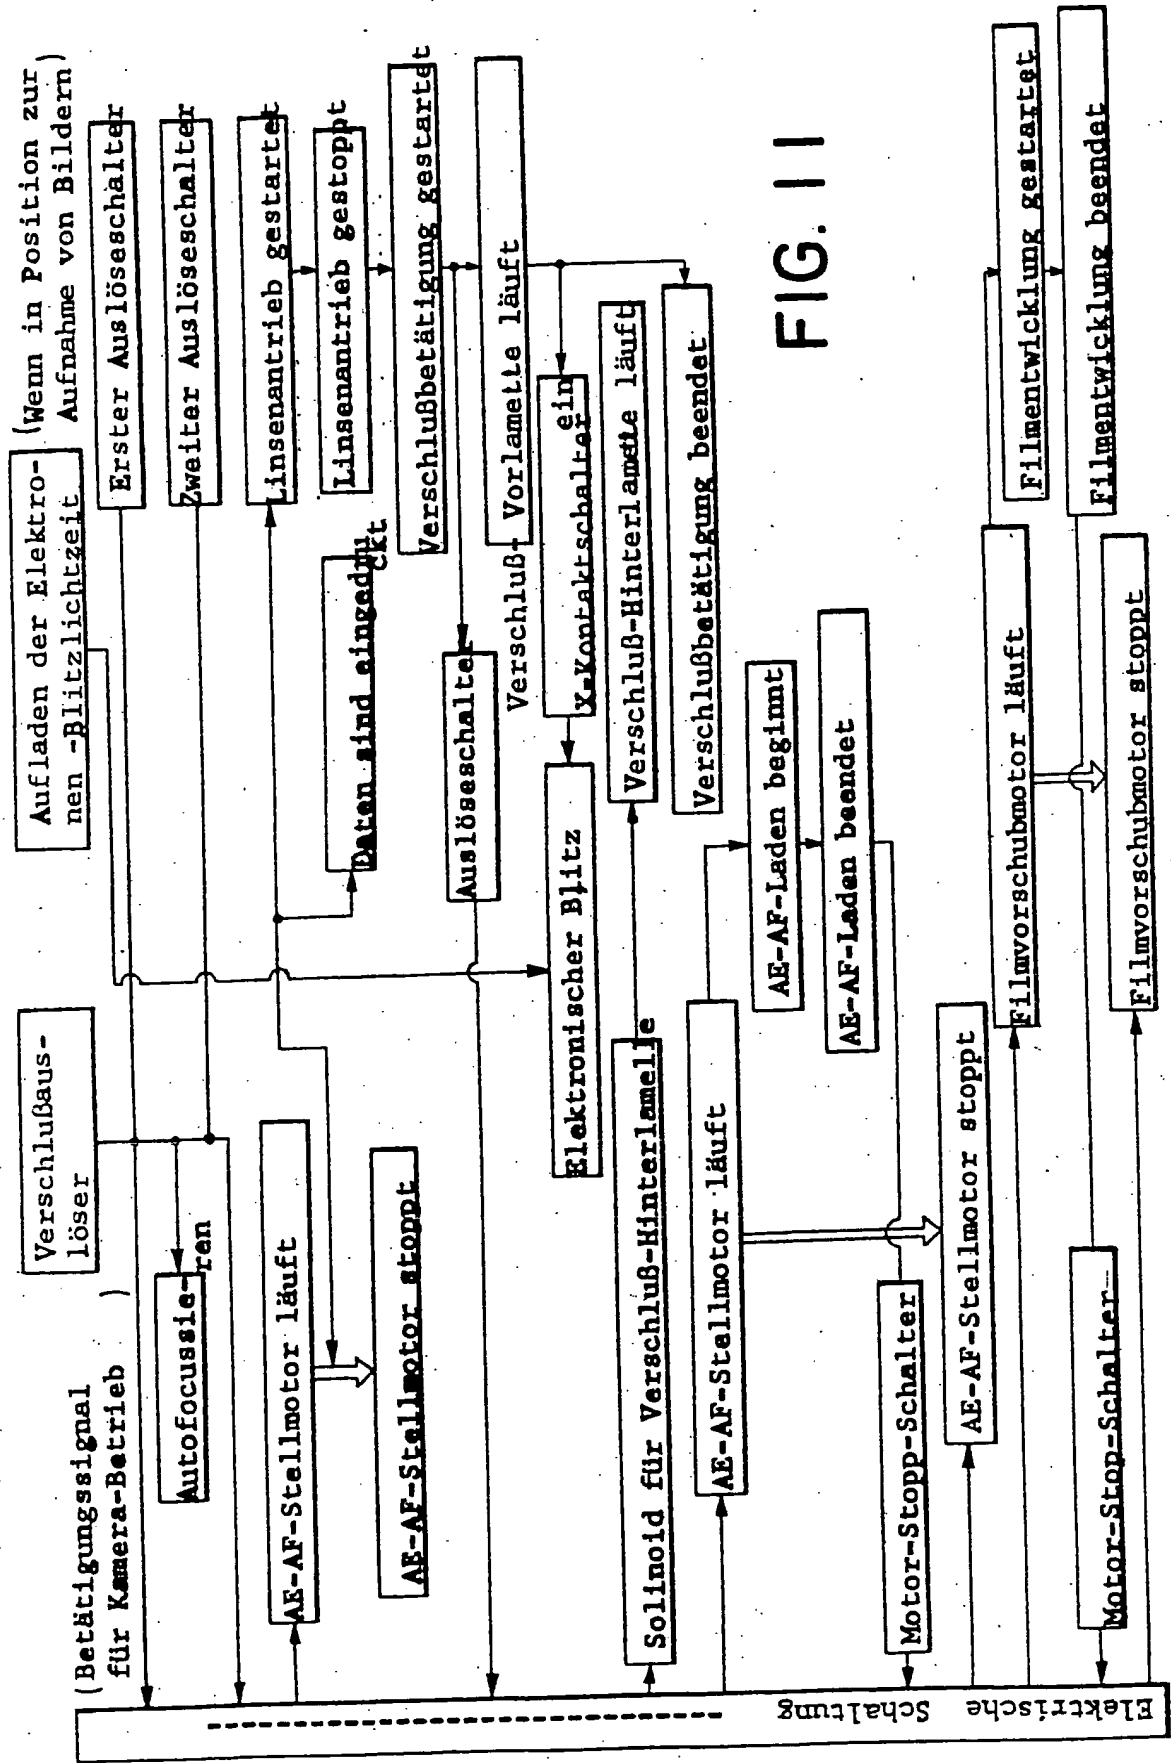 (Betätigungssignal
für Kamera-Betrieb )
Verschlußaus-
löser
Aufladen der Elektro-
nen -Blitzlichtzeit
(Wenn in Position zur
Aufnahme von Bildern)
Erster Auslöseschalter
Autofocussie-
ren
Zweiter Auslöseschalter
AE-AF-Stellmotor läuft
Linsenantrieb gestartet
AE-AF-Stellmotor stoppt
Daten sind eingedru
ckt
Linsenantrieb gestoppt
Verschlußbetätigung gestartet
Auslöseschalter
Verschluß- Vorlamelle läuft
Elektronischer Blitz
ein
X-Kontaktschalter
Solinoid für Verschluß-Hinterlamelle
Verschluß-Hinterlamelle läuft
AE-AF-Stellmotor läuft
Verschlußbetätigung beendet
AE-AF-Laden beginnt
AE-AF-Laden beendet
FIG. 11
Motor-Stopp-Schalter
AE-AF-Stellmotor stoppt
Filmvorschubmotor läuft
Filmentwicklung gestartet
Motor-Stop-Schalter
Filmentwicklung beendet
Filmvorschubmotor stoppt
Elektrische Schaltung